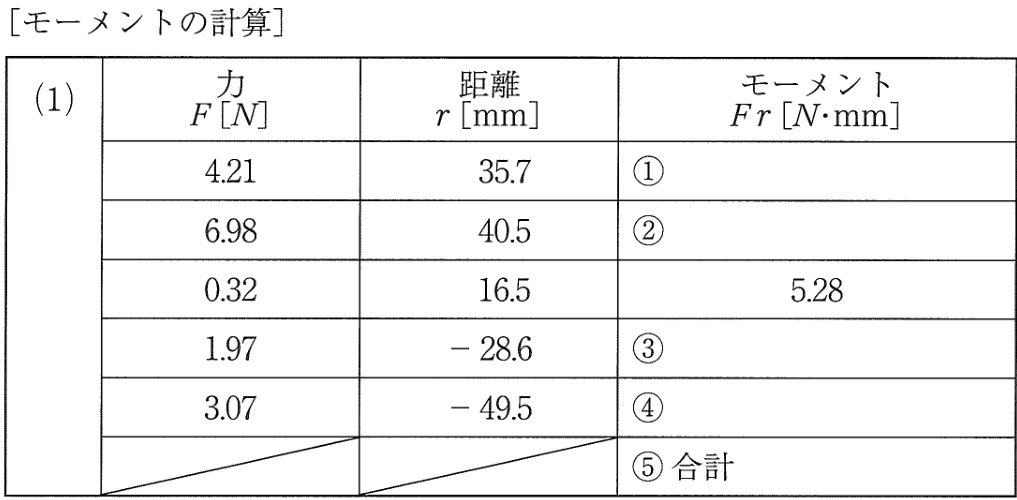 [モーメントの計算]
(1) 力 距離 モーメント
F [N] r [mm] F r [N·mm]
4.21 35.7 ①
6.98 40.5 ②
0.32 16.5 5.28
1.97 － 28.6 ③
3.07 － 49.5 ④
⑤ 合計